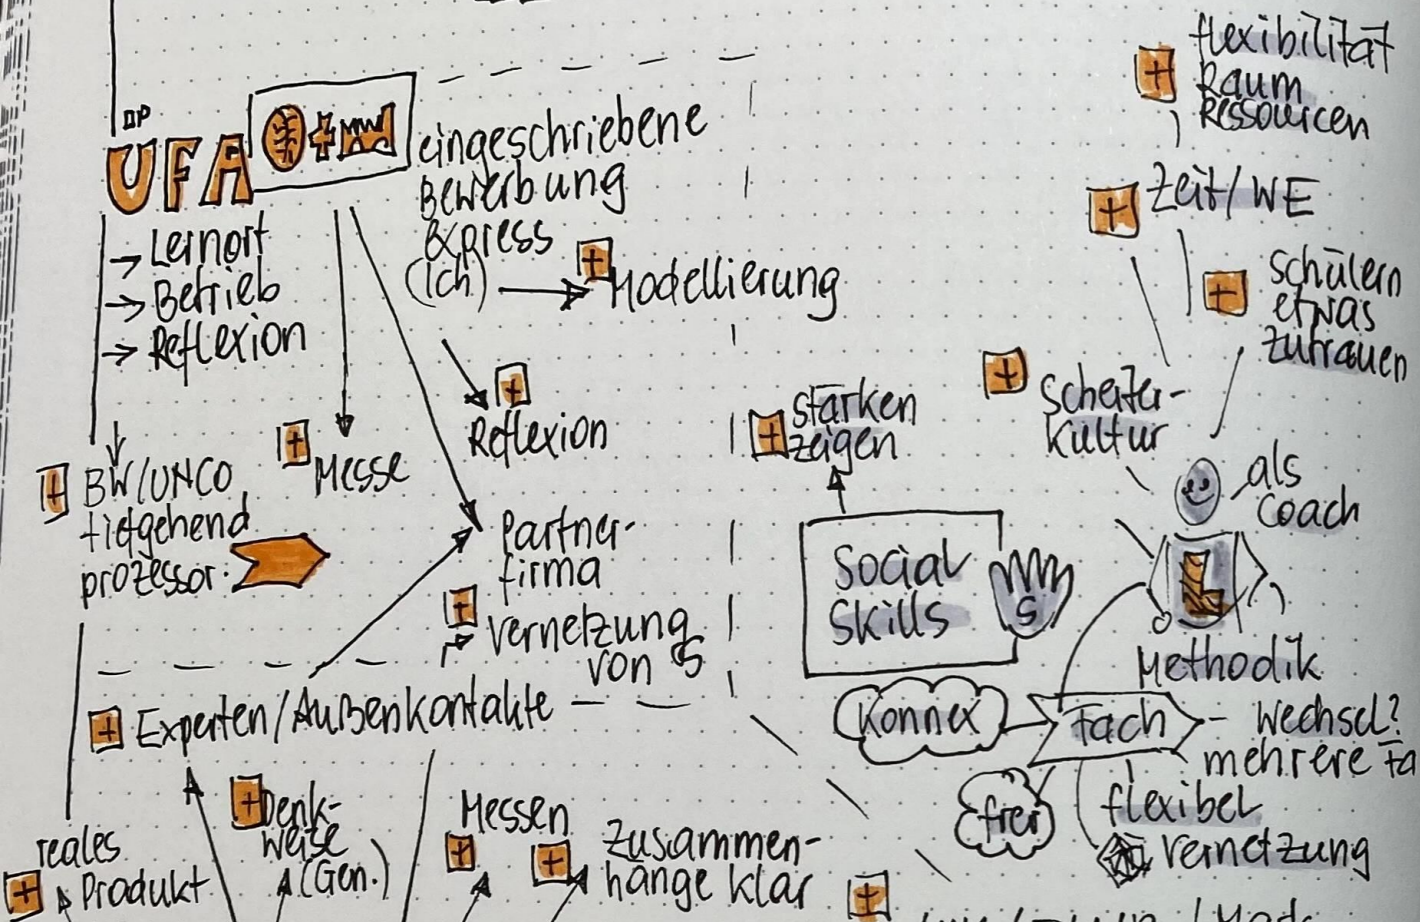 ÜP
UFA
eingeschriebene
Bewerbung
Express
(Ich)
Modellierung
→ Lernort
→ Betrieb
→ Reflexion
Reflexion
Messe
BW/UNCO
tiefgehend
prozessor.
Partner-
firma
Vernetzung
von S
Experten/Außenkontakte
reales
Produkt
Denk-
weise
(Gen.)
Messen
Zusammen-
hänge klar
flexibilität
Raum
Ressourcen
Zeit/WE
schülern
etwas
zutrauen
Scheiter-
Kultur
stärken
zeigen
als
Coach
Social
Skills
S
L
Methodik
Konnex
Fach
- Wechsel?
mehrere Fä
frei
flexibel
Vernetzung